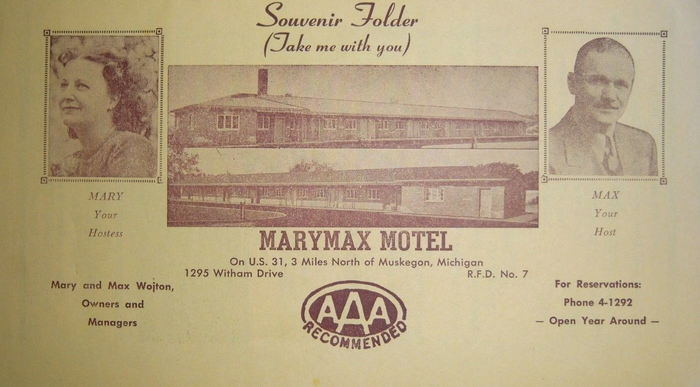 Souvenir Folder
(Take me with you)
MARY
Your
Hostess
MAX
Your
Host
MARYMAX MOTEL
On U.S. 31, 3 Miles North of Muskegon, Michigan
1295 Witham Drive R.F.D. No. 7
Mary and Max Wojton,
Owners and
Managers
AAA
RECOMMENDED
For Reservations:
Phone 4-1292
— Open Year Around —